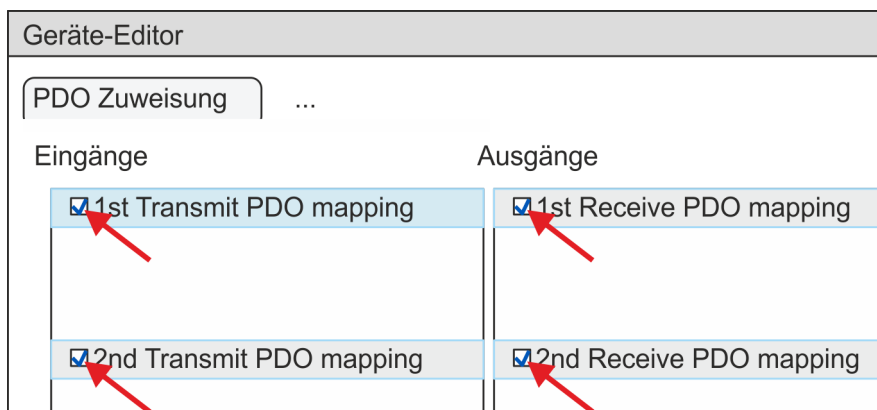 Geräte-Editor
PDO Zuweisung ...
Eingänge Ausgänge
1st Transmit PDO mapping 1st Receive PDO mapping
2nd Transmit PDO mapping 2nd Receive PDO mapping